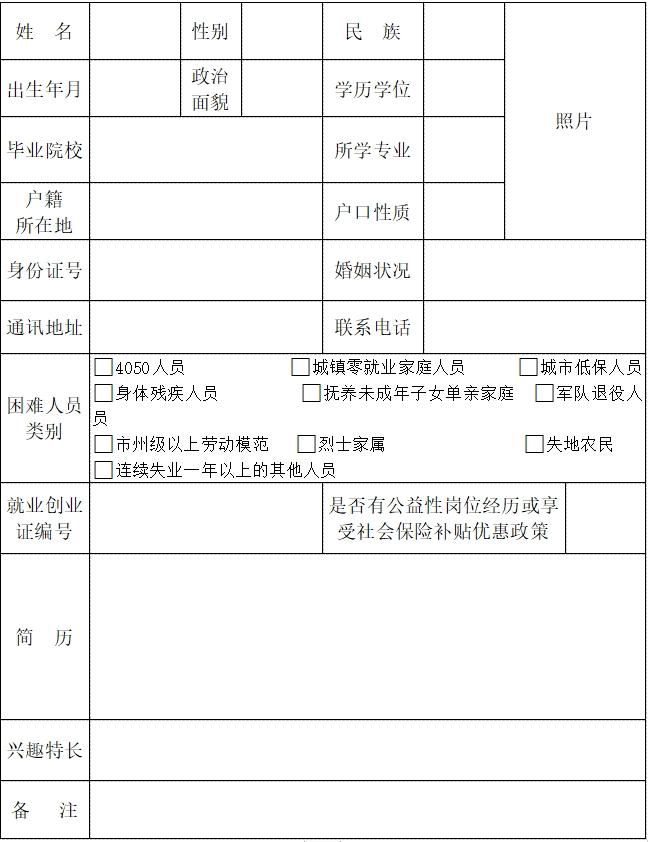 姓 名 性别 民 族
照片
出生年月 政治
面貌 学历学位
毕业院校 所学专业
户籍
所在地 户口性质
身份证号 婚姻状况
通讯地址 联系电话
困难人员
类别
□4050人员 □城镇零就业家庭人员 □城市低保人员
□身体残疾人员 □抚养未成年子女单亲家庭 □军队退役人
员
□市州级以上劳动模范 □烈士家属 □失地农民
□连续失业一年以上的其他人员
就业创业
证编号
是否有公益性岗位经历或享
受社会保险补贴优惠政策
简 历
兴趣特长
备 注